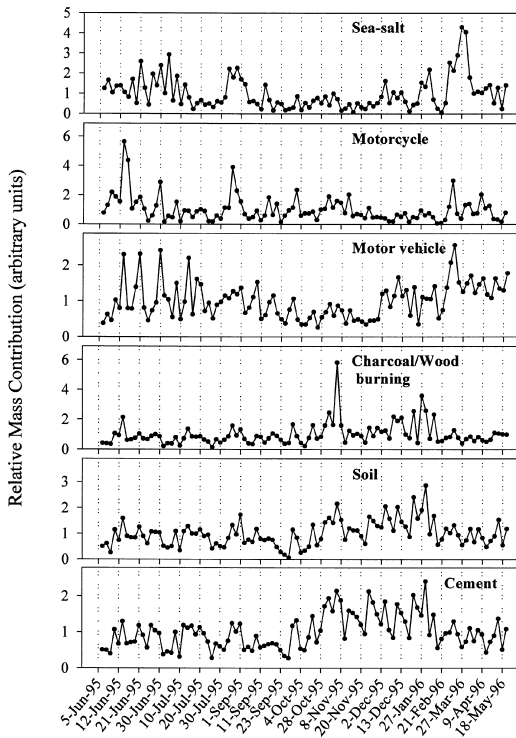 Relative Mass Contribution (arbitrary units)
Sea-salt
5
4
3
2
1
0
Motorcycle
6
4
2
0
Motor vehicle
2
1
0
Charcoal/Wood
burning
6
4
2
0
Soil
3
2
1
0
Cement
2
1
0
5-Jun-95
12-Jun-95
21-Jun-95
30-Jun-95
10-Jul-95
20-Jul-95
20-Aug-95
1-Sep-95
11-Sep-95
23-Sep-95
4-Oct-95
28-Oct-95
8-Nov-95
20-Nov-95
2-Dec-95
13-Dec-95
27-Jan-96
21-Feb-96
27-Mar-96
9-Apr-96
18-May-96